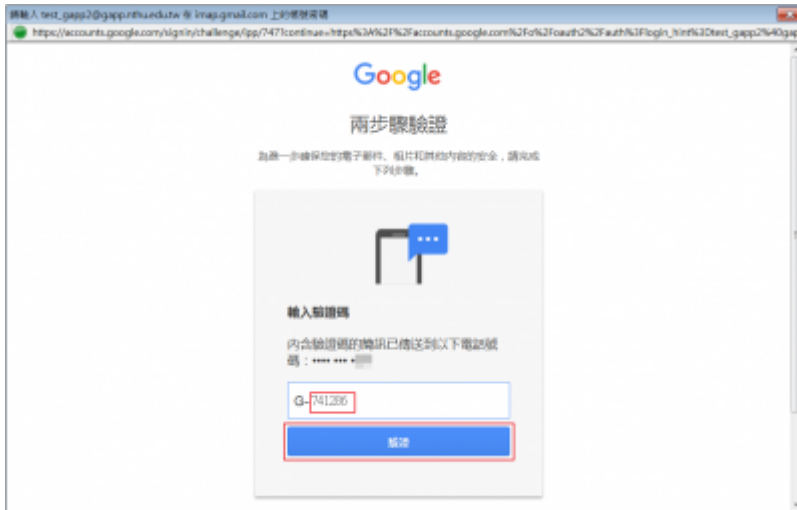 請輸入 test_gapp2@gapp.nthu.edu.tw 在 imap.gmail.com 上的帳號密碼
https://accounts.google.com/signin/challenge/ipp/747?continue=https%3A%2F%2Faccounts.google.com%2Fo%2Foauth2%2Fauth%3Flogin_hint%3Dtest_gapp2%40gap
Google
兩步驟驗證
為進一步確保您的電子郵件、相片和其他內容的安全，請完成
下列步驟。
輸入驗證碼
內含驗證碼的簡訊已傳送到以下電話號
碼：•••• ••• •
G-741286
驗證